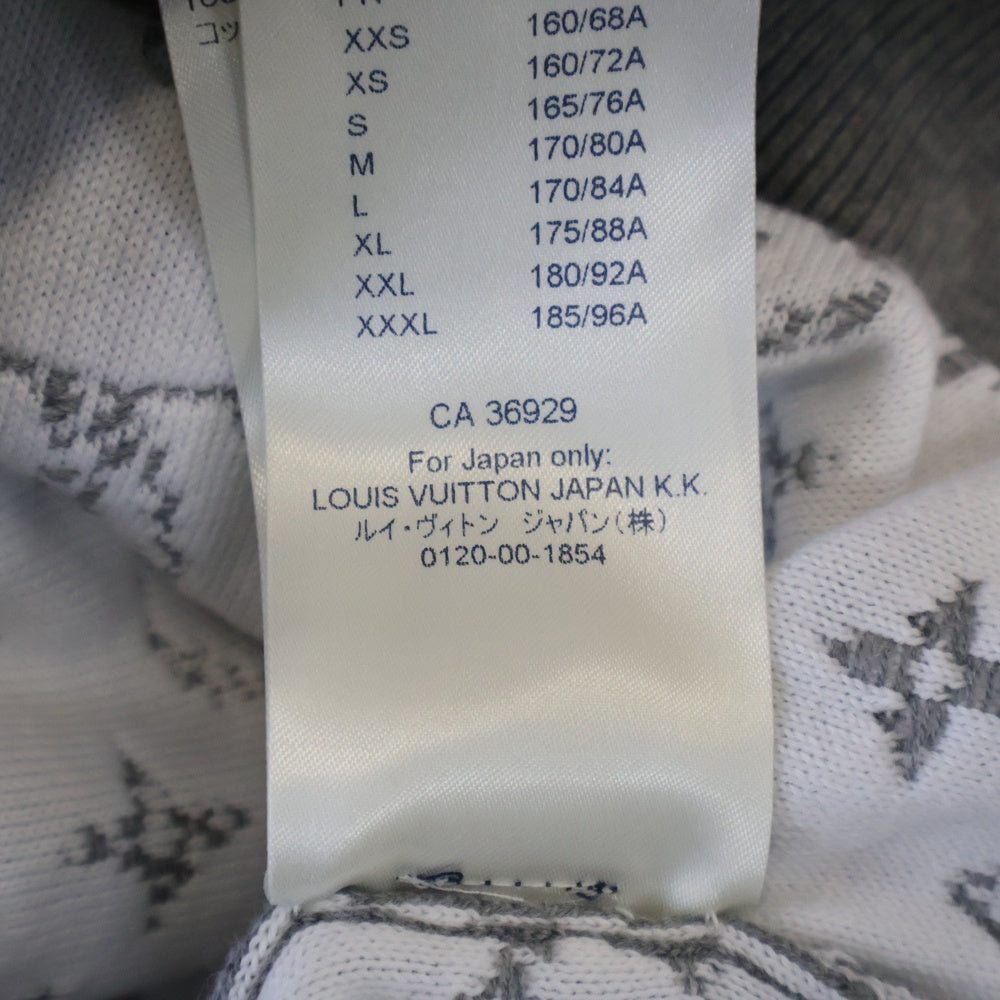 コッ
XXS 160/68A
XS 160/72A
S 165/76A
M 170/80A
L 170/84A
XL 175/88A
XXL 180/92A
XXXL 185/96A
CA 36929
For Japan only:
LOUIS VUITTON JAPAN K.K.
ルイ・ヴィトン ジャパン(株)
0120-00-1854